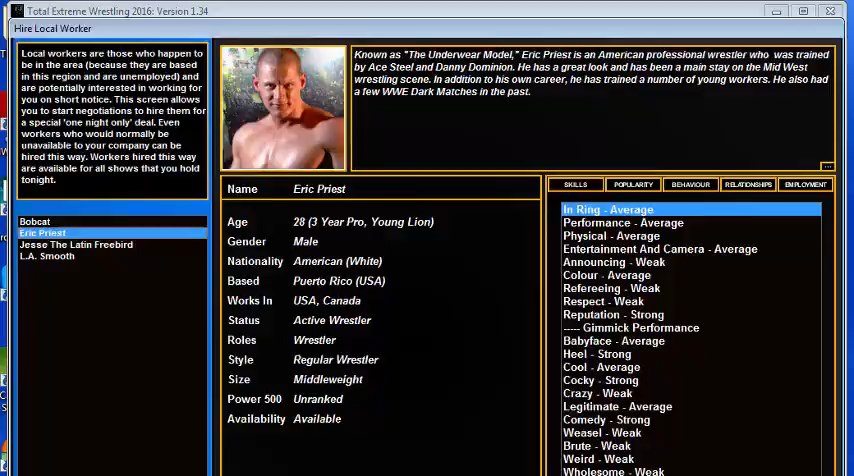 Total Extreme Wrestling 2016: Version 1.34
Hire Local Worker
Local workers are those who happen to
be in the area (because they are based
in this region and are unemployed) and
are potentially interested in working for
you on short notice. This screen allows
you to start negotiations to hire them for
a special 'one night only' deal. Even
workers who would normally be
unavailable to your company can be
hired this way. Workers hired this way
are available for all shows that you hold
tonight.
Bobcat
Eric Priest
Jesse The Latin Freebird
L.A. Smooth
Known as "The Underwear Model," Eric Priest is an American professional wrestler who was trained
by Ace Steel and Danny Dominion. He has a great look and has been a main stay on the Mid West
wrestling scene. In addition to his own career, he has trained a number of young workers. He also had
a few WWE Dark Matches in the past.
...
Name Eric Priest
Age 28 (3 Year Pro, Young Lion)
Gender Male
Nationality American (White)
Based Puerto Rico (USA)
Works In USA, Canada
Status Active Wrestler
Roles Wrestler
Style Regular Wrestler
Size Middleweight
Power 500 Unranked
Availability Available
SKILLS POPULARITY BEHAVIOUR RELATIONSHIPS EMPLOYMENT
In Ring - Average
Performance - Average
Physical - Average
Entertainment And Camera - Average
Announcing - Weak
Colour - Average
Refereeing - Weak
Respect - Weak
Reputation - Strong
----- Gimmick Performance
Babyface - Average
Heel - Strong
Cool - Average
Cocky - Strong
Crazy - Weak
Legitimate - Average
Comedy - Strong
Weasel - Weak
Brute - Weak
Weird - Weak
Wholesome - Weak